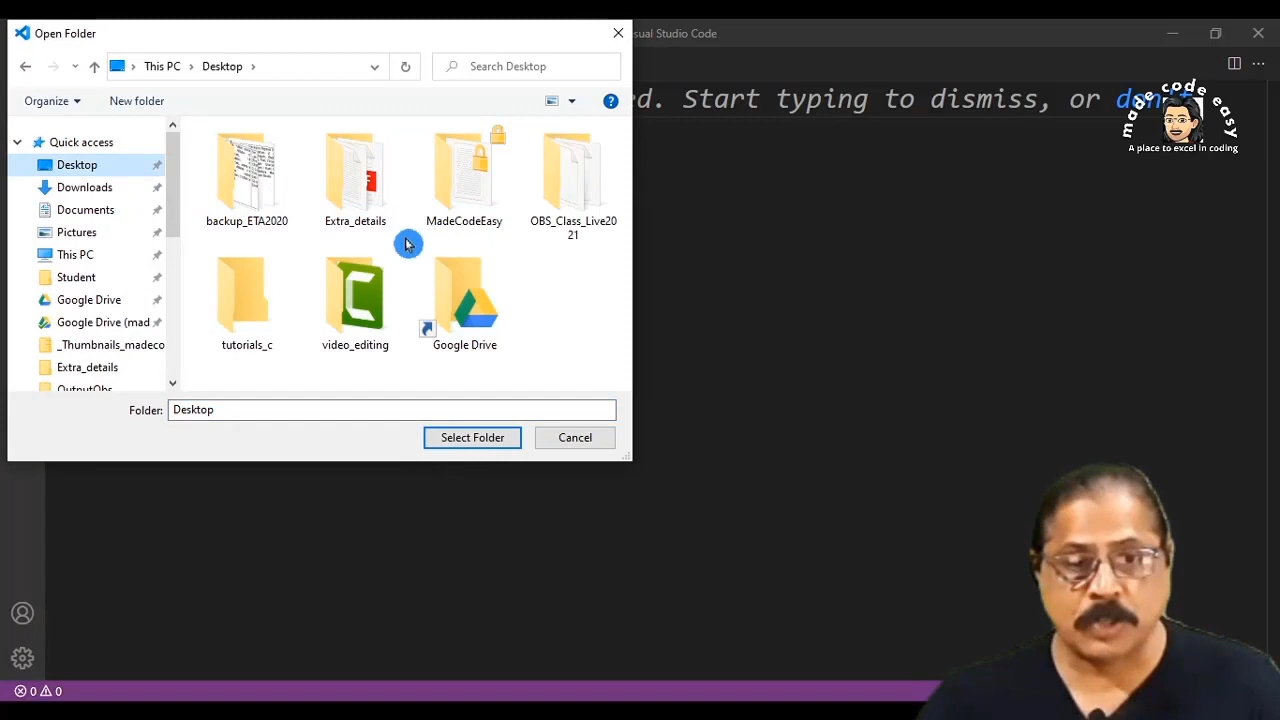 Open Folder
sual Studio Code
This PC
Desktop
Search Desktop
Organize
New folder
ed. Start typing to dismiss, or don't
made code easy
A place to excel in coding
Quick access
Desktop
Downloads
Documents
Pictures
This PC
Student
Google Drive
Google Drive (mad
_Thumbnails_madeco
Extra_details
OutputObs
backup_ETA2020
Extra_details
MadeCodeEasy
OBS_Class_Live20
21
tutorials_c
video_editing
Google Drive
Folder:
Desktop
Select Folder
Cancel
0
0